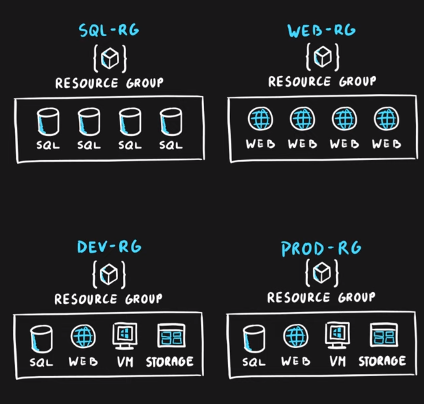 SQL-RG
RESOURCE GROUP
SQL SQL SQL SQL
WEB-RG
RESOURCE GROUP
WEB WEB WEB WEB
DEV-RG
RESOURCE GROUP
SQL WEB VM STORAGE
PROD-RG
RESOURCE GROUP
SQL WEB VM STORAGE